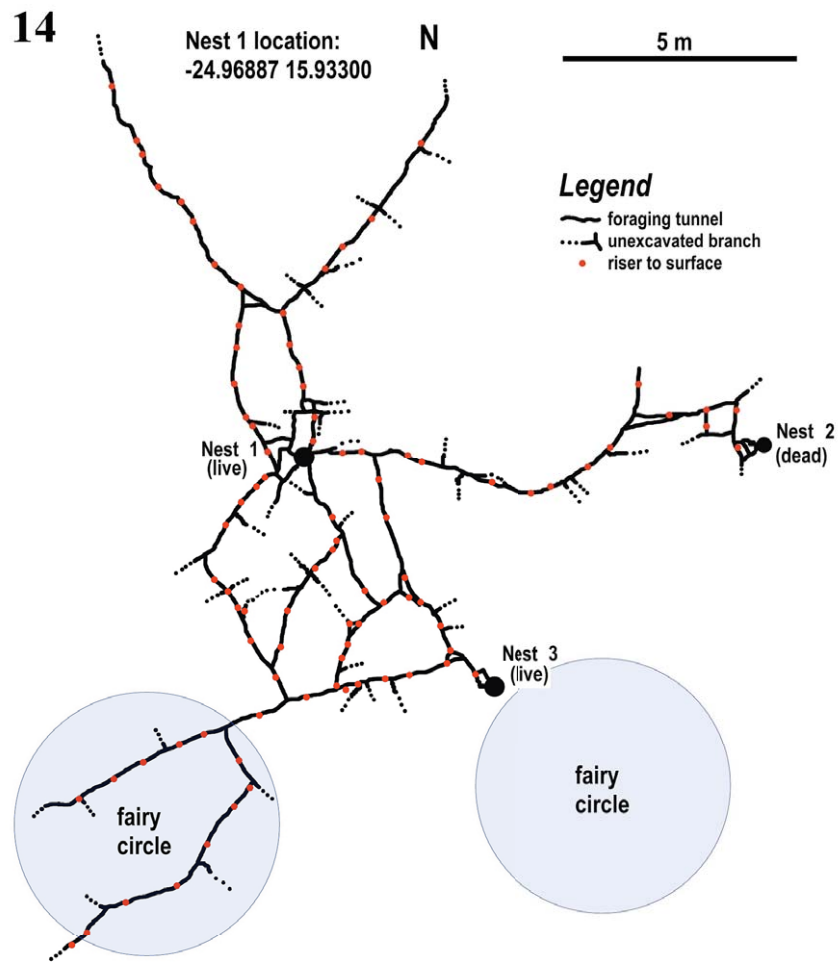 14
Nest 1 location:
-24.96887 15.93300
N
5 m
Legend
foraging tunnel
unexcavated branch
riser to surface
Nest 1
(live)
Nest 2
(dead)
Nest 3
(live)
fairy
circle
fairy
circle